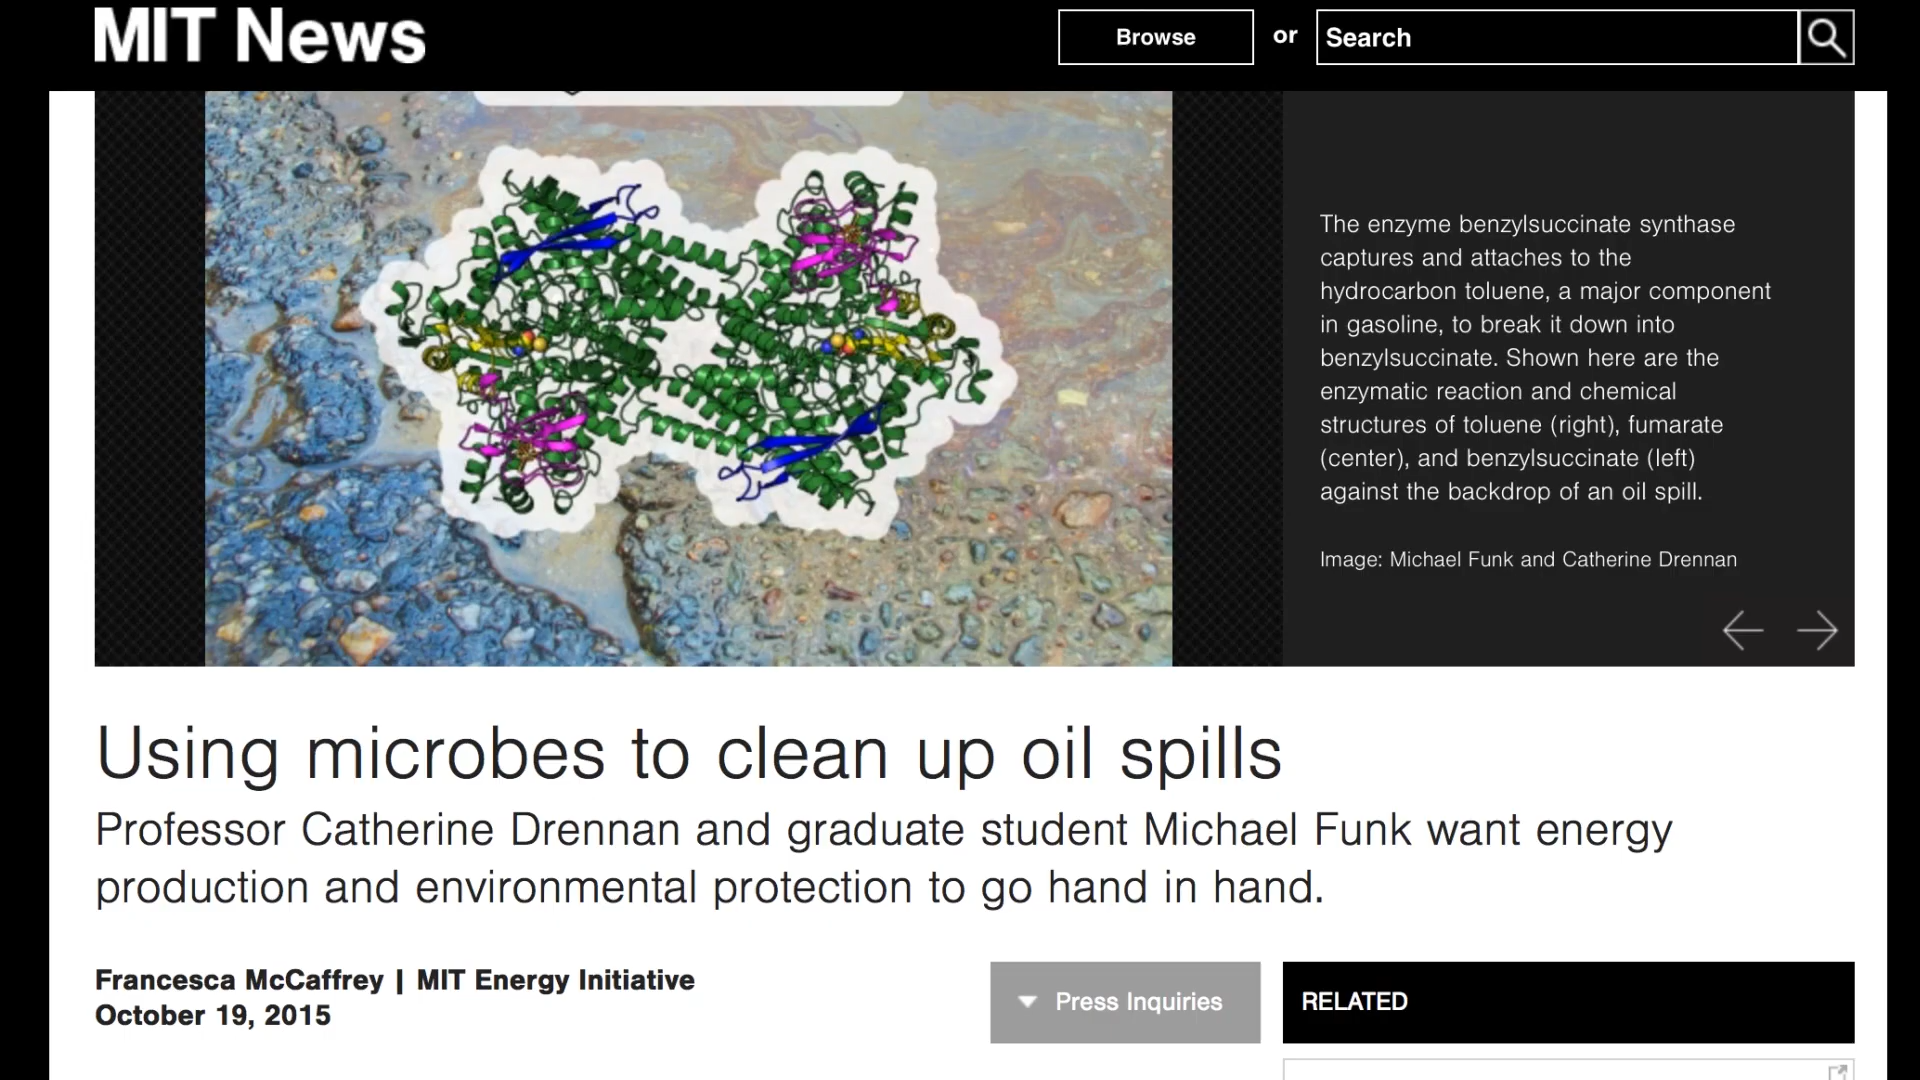 MIT News
Browse
or
Search
The enzyme benzylsuccinate synthase
captures and attaches to the
hydrocarbon toluene, a major component
in gasoline, to break it down into
benzylsuccinate. Shown here are the
enzymatic reaction and chemical
structures of toluene (right), fumarate
(center), and benzylsuccinate (left)
against the backdrop of an oil spill.
Image: Michael Funk and Catherine Drennan
Using microbes to clean up oil spills
Professor Catherine Drennan and graduate student Michael Funk want energy
production and environmental protection to go hand in hand.
Francesca McCaffrey | MIT Energy Initiative
October 19, 2015
Press Inquiries
RELATED